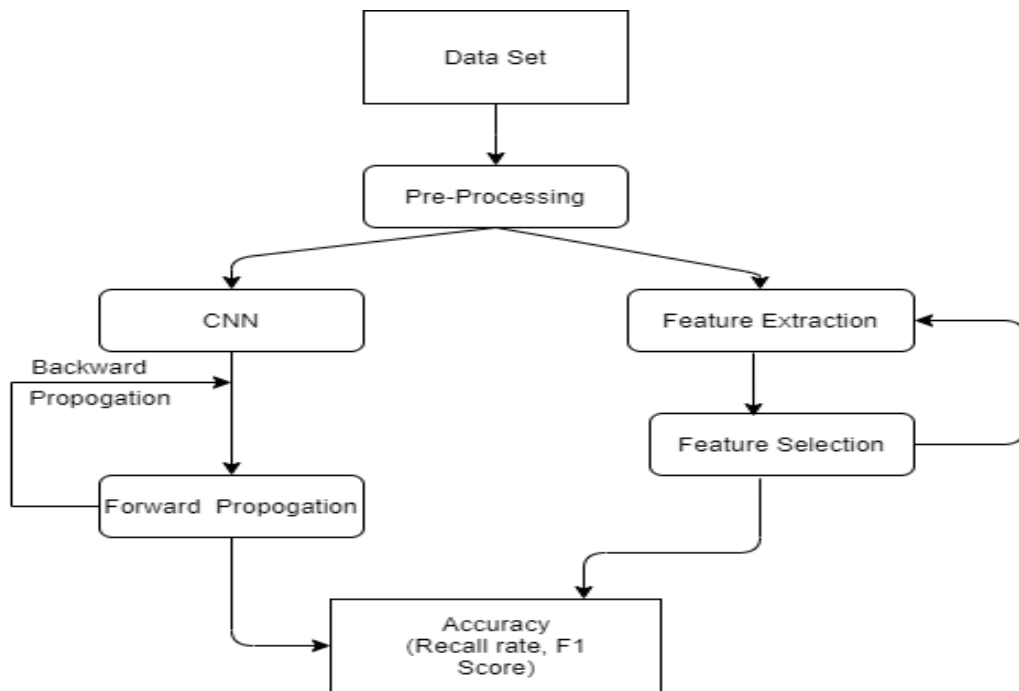 Data Set
Pre-Processing
CNN
Feature Extraction
Backward
Propogation
Feature Selection
Forward Propogation
Accuracy
(Recall rate, F1
Score)